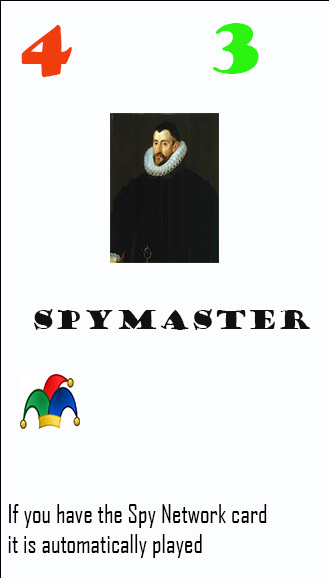 4 3
SPYMASTER
If you have the Spy Network card
it is automatically played